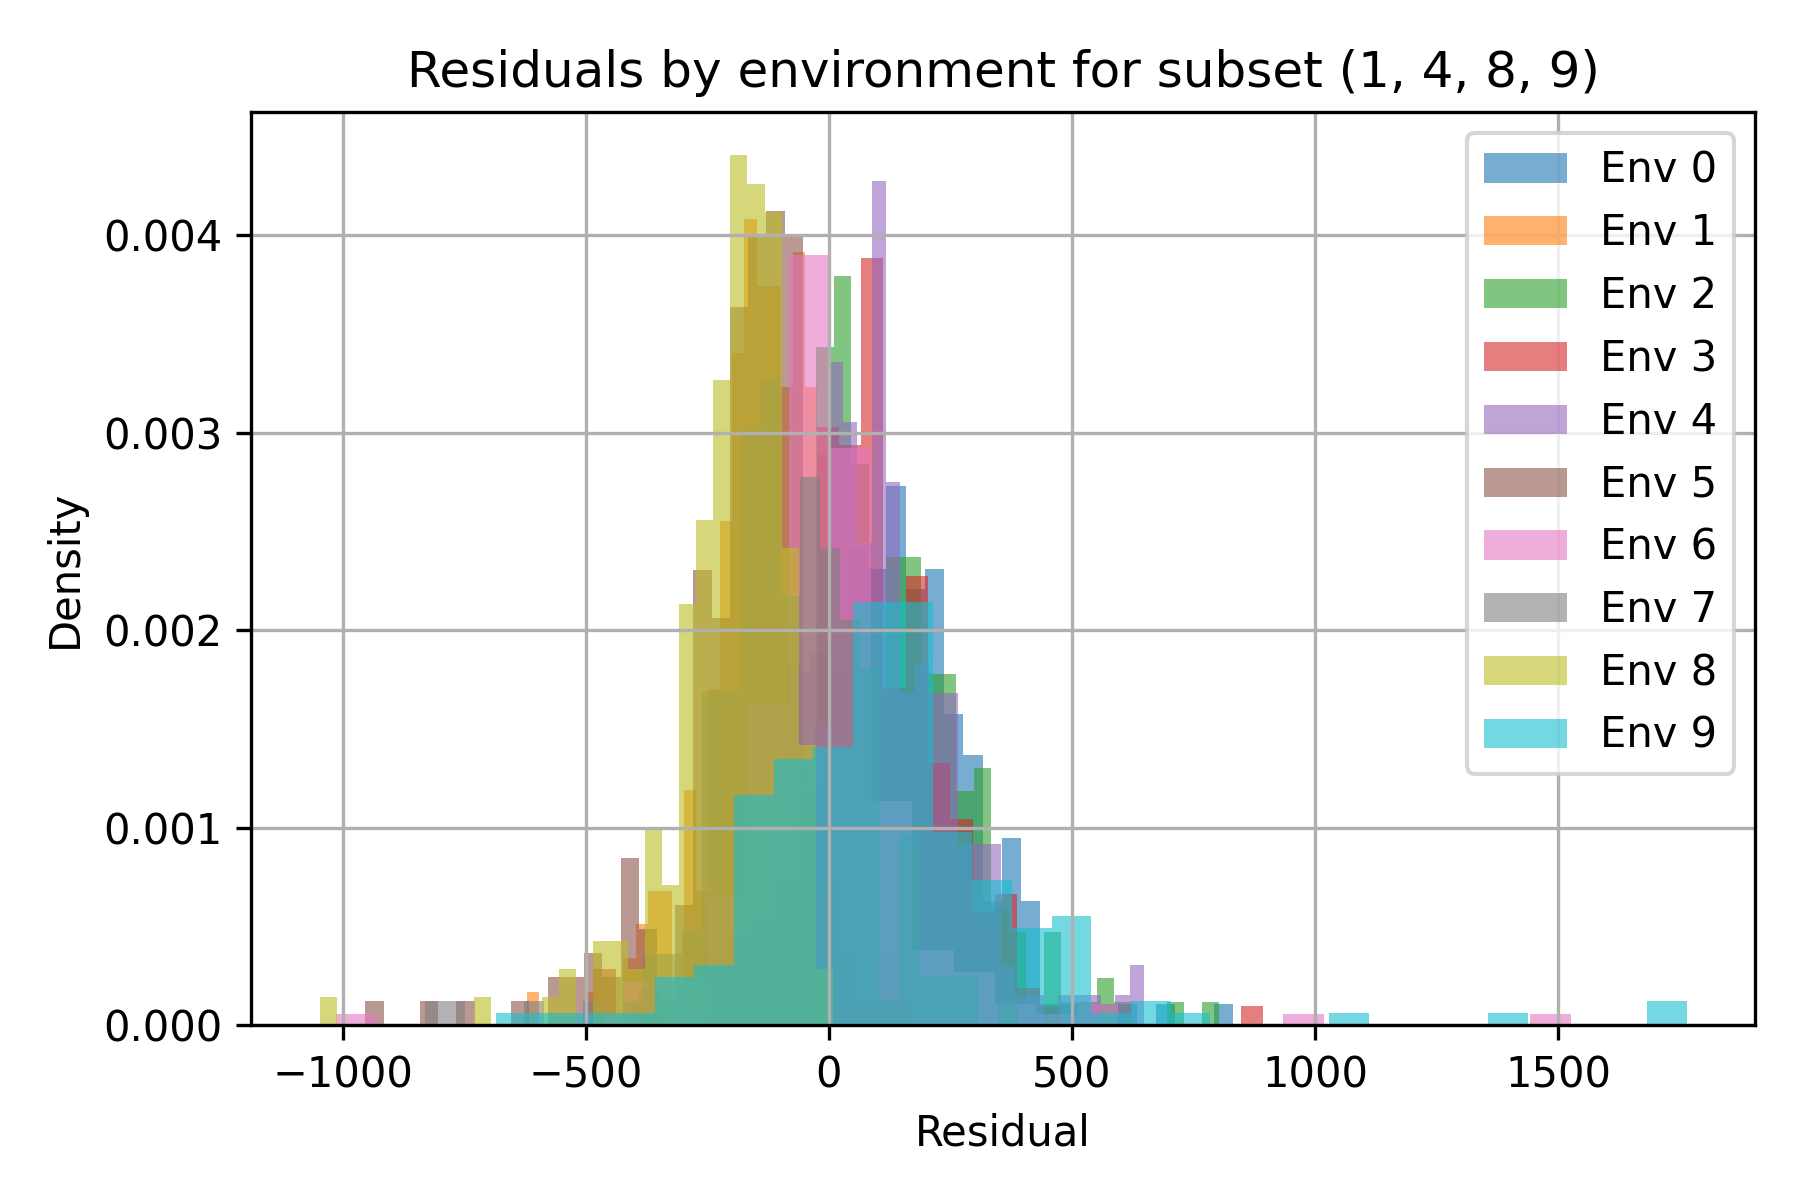 Residuals by environment for subset (1, 4, 8, 9)
Env 0
Env 1
Env 2
Env 3
Env 4
Env 5
Env 6
Env 7
Env 8
Env 9
Density
0.004
0.003
0.002
0.001
0.000
−1000 −500 0 500 1000 1500
Residual